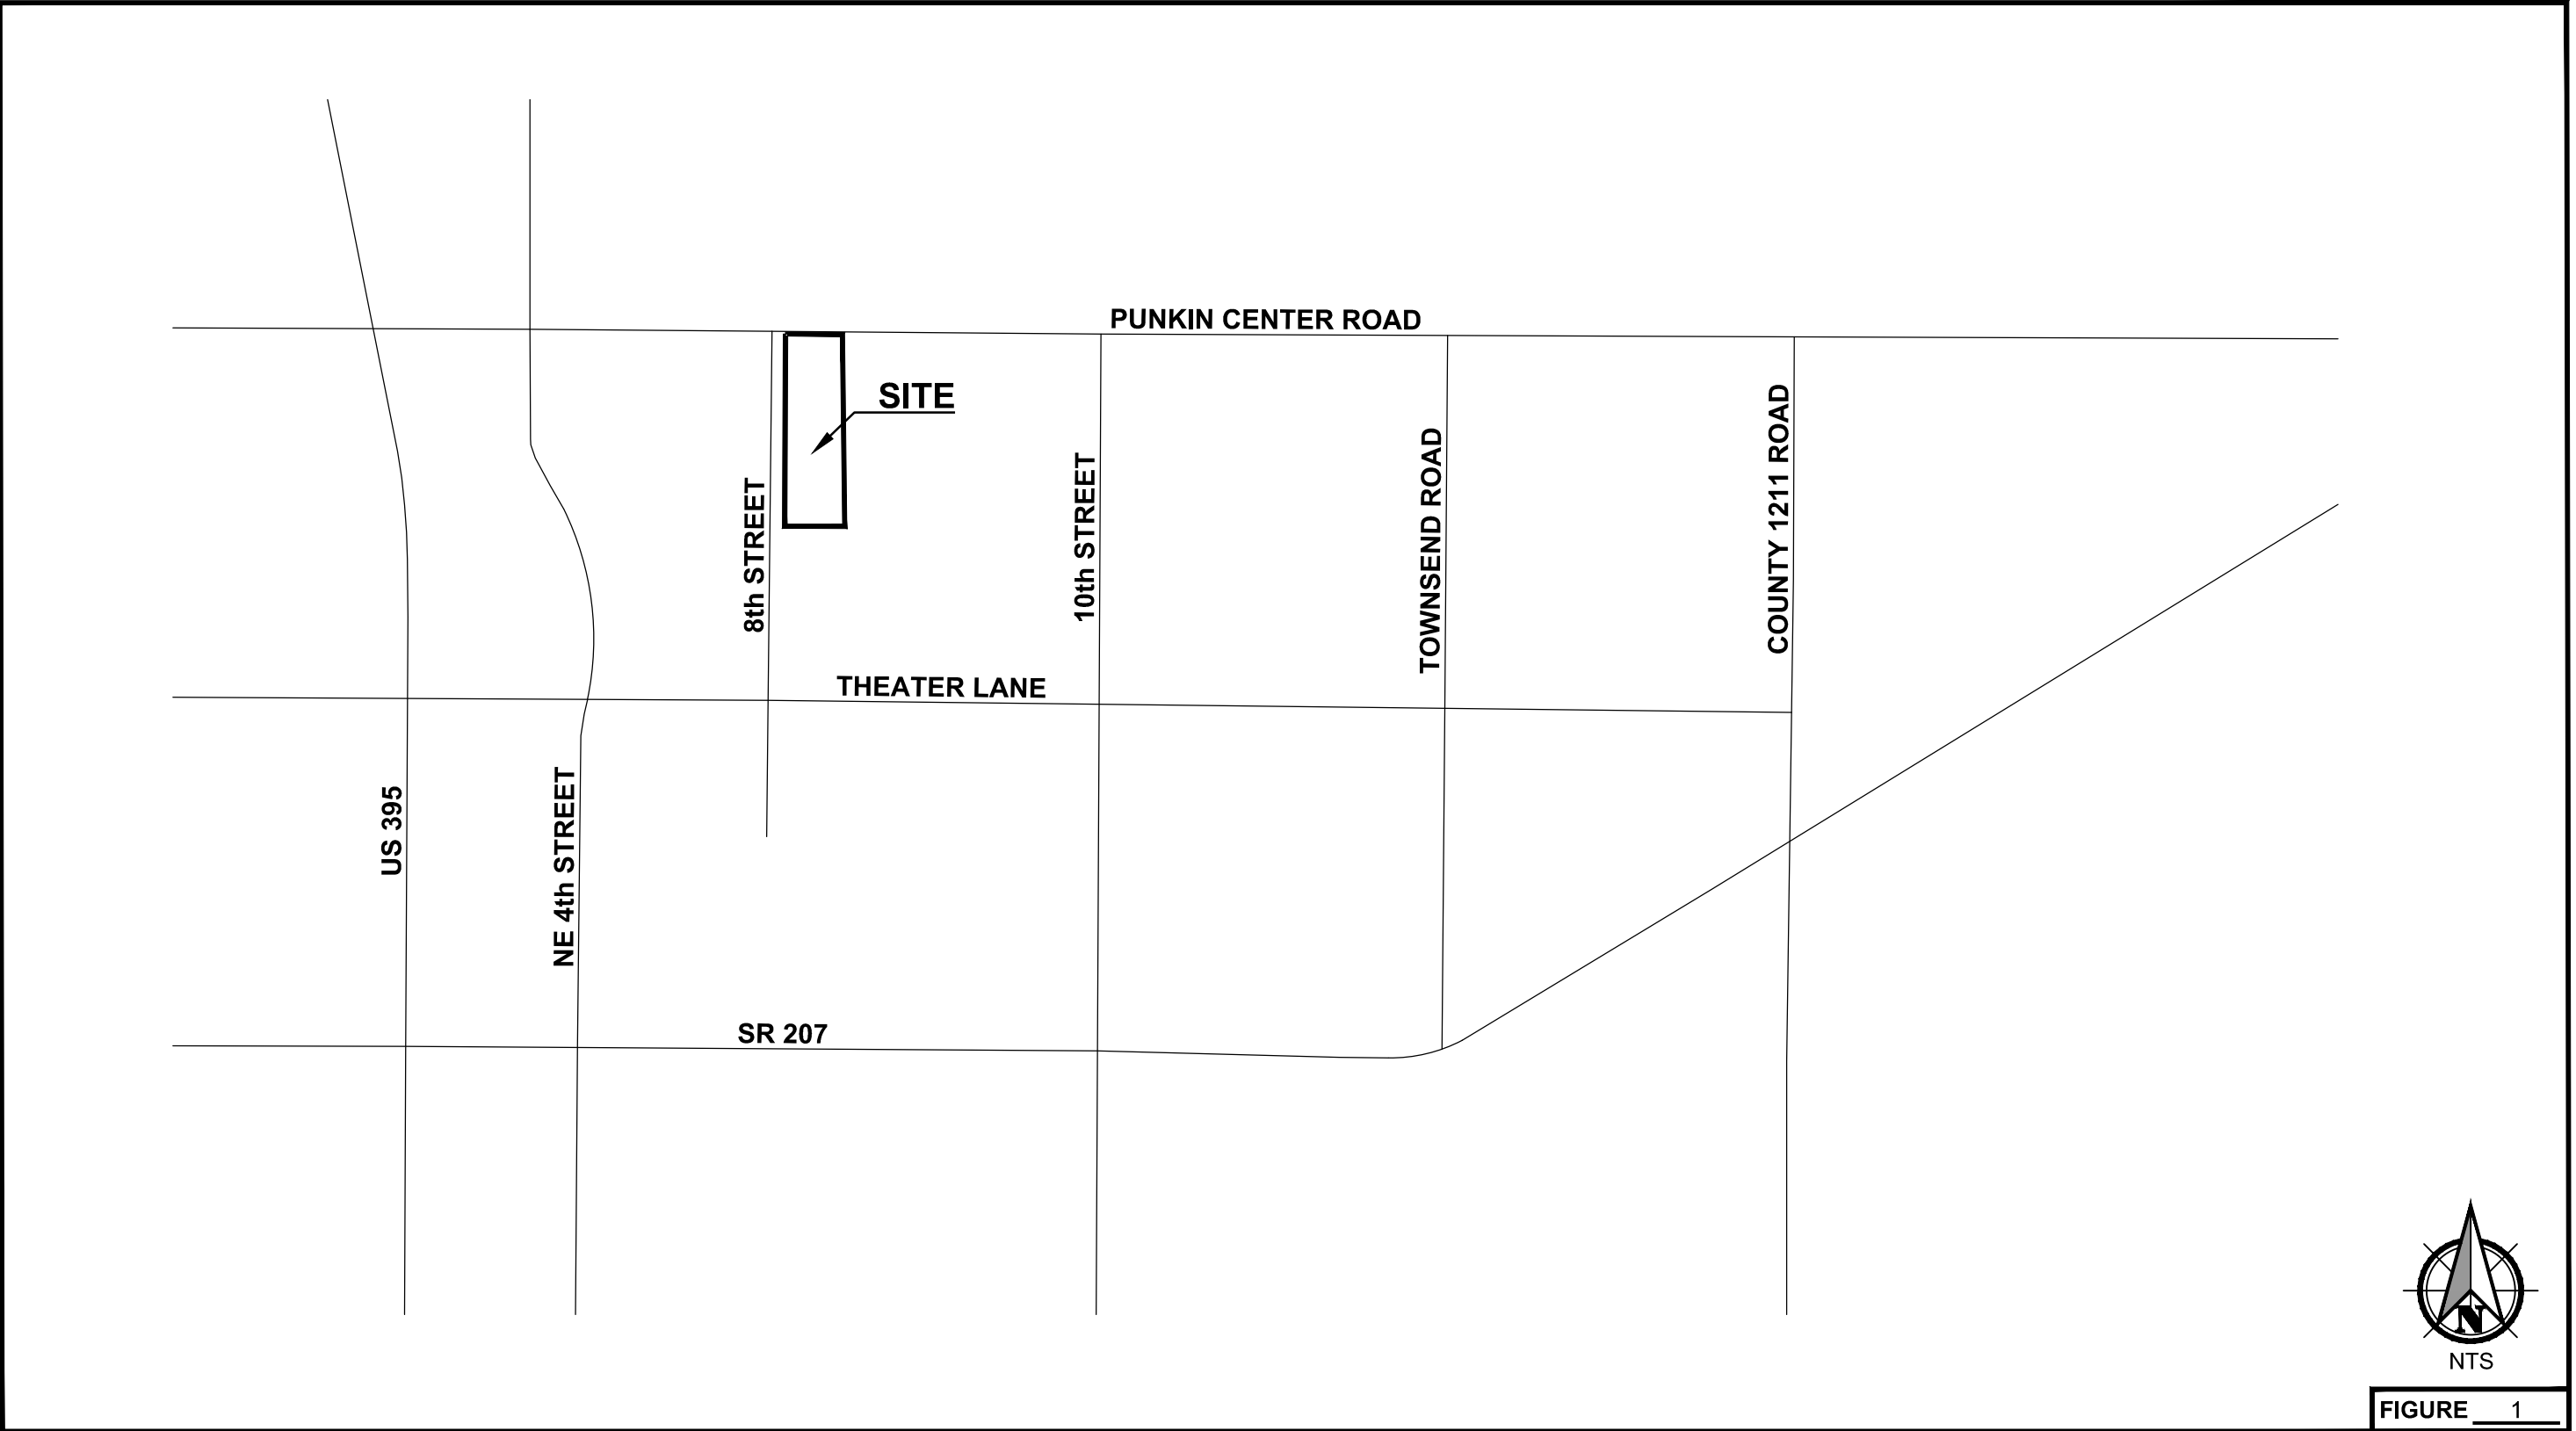 PUNKIN CENTER ROAD
SITE
8th STREET
10th STREET
TOWNSEND ROAD
COUNTY 1211 ROAD
THEATER LANE
US 395
NE 4th STREET
SR 207
N
NTS
FIGURE 1